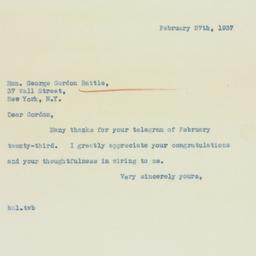 February 27th, 1937
Hon. George Gordon Battle,
37 Wall Street,
New York, N.Y.
Dear Gordon,
Many thanks for your telegram of February
twenty-third. I greatly appreciate your congratulations
and your thoughtfulness in wiring to me.
Very sincerely yours,
hnl.twb